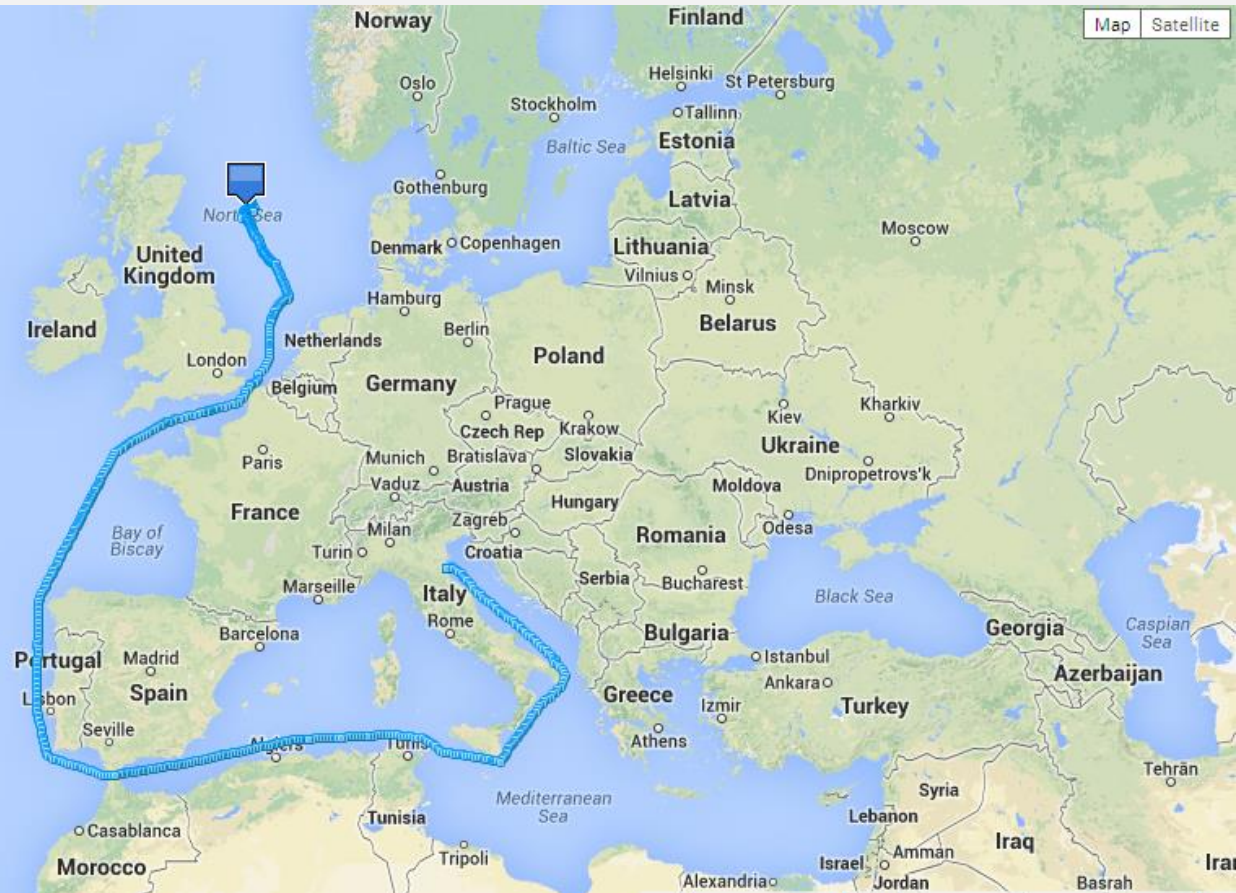 Norway
Finland
Map
Satellite
Helsinki
St Petersburg
Oslo
Stockholm
Tallinn
Estonia
Baltic Sea
Gothenburg
Latvia
North Sea
Moscow
Denmark
Copenhagen
Lithuania
United
Kingdom
Vilnius
Minsk
Hamburg
Ireland
Berlin
Belarus
Netherlands
London
Poland
Belgium
Germany
Prague
Kiev
Kharkiv
Czech Rep
Krakow
Ukraine
Paris
Munich
Bratislava
Slovakia
Dnipropetrovs'k
Vaduz
Austria
Moldova
Hungary
France
Zagreb
Odesa
Milan
Romania
Bay of
Biscay
Turin
Croatia
Serbia
Bucharest
Marseille
Italy
Black Sea
Rome
Georgia
Caspian
Sea
Barcelona
Bulgaria
Portugal
Madrid
Istanbul
Azerbaijan
Ankara
Lisbon
Spain
Greece
Izmir
Turkey
Seville
Athens
Algiers
Tunis
Tehrān
Mediterranean
Sea
Syria
Lebanon
Tunisia
Casablanca
Iraq
Morocco
Tripoli
Israel
Amman
Iran
Alexandria
Jordan
Basrah